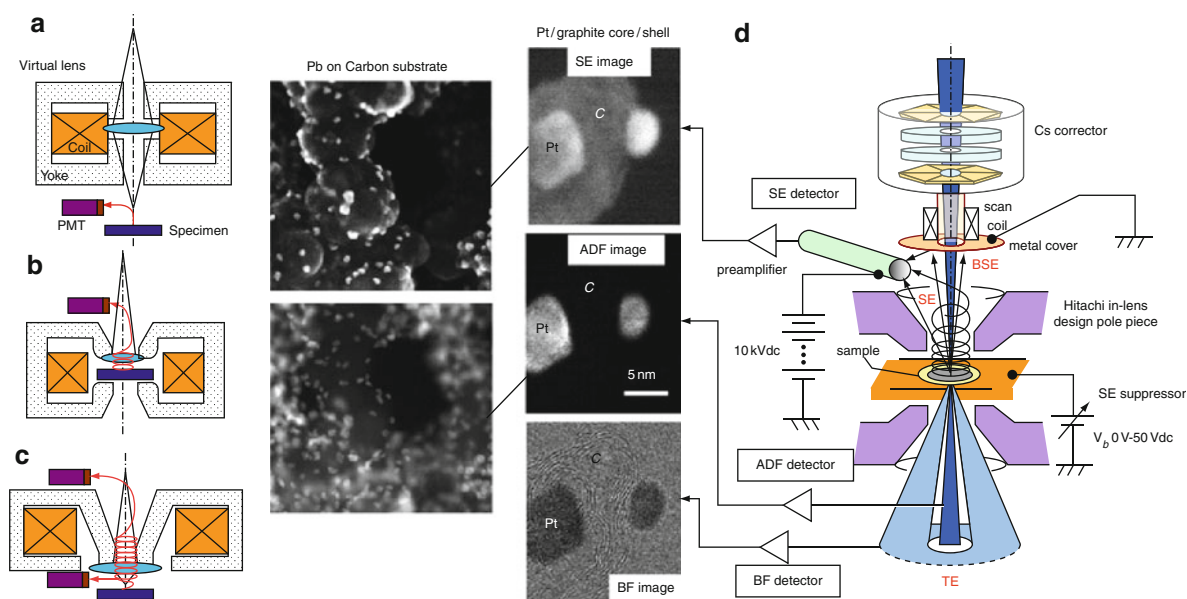 a
Virtual lens
Coil
Yoke
PMT
Specimen
b
c
Pb on Carbon substrate
Pt/graphite core/shell
SE image
C
Pt
ADF image
C
Pt
5 nm
C
Pt
BF image
d
Cs corrector
SE detector
scan
coil
metal cover
preamplifier
BSE
SE
Hitachi in-lens
design pole piece
10 kVdc
sample
SE suppressor
V_b 0 V-50 Vdc
ADF detector
BF detector
TE